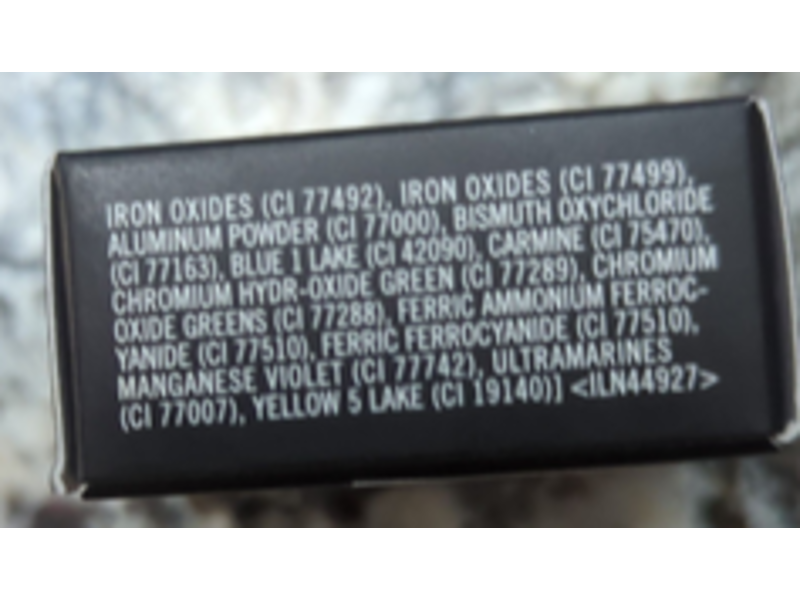 IRON OXIDES (CI 77492), IRON OXIDES (CI 77499),
ALUMINUM POWDER (CI 77000), BISMUTH OXYCHLORIDE
(CI 77163), BLUE 1 LAKE (CI 42090), CARMINE (CI 75470),
CHROMIUM HYDR-OXIDE GREEN (CI 77289), CHROMIUM
OXIDE GREENS (CI 77288), FERRIC AMMONIUM FERROC-
YANIDE (CI 77510), FERRIC FERROCYANIDE (CI 77510),
MANGANESE VIOLET (CI 77742), ULTRAMARINES
(CI 77007), YELLOW 5 LAKE (CI 19140)] <ILN44927>